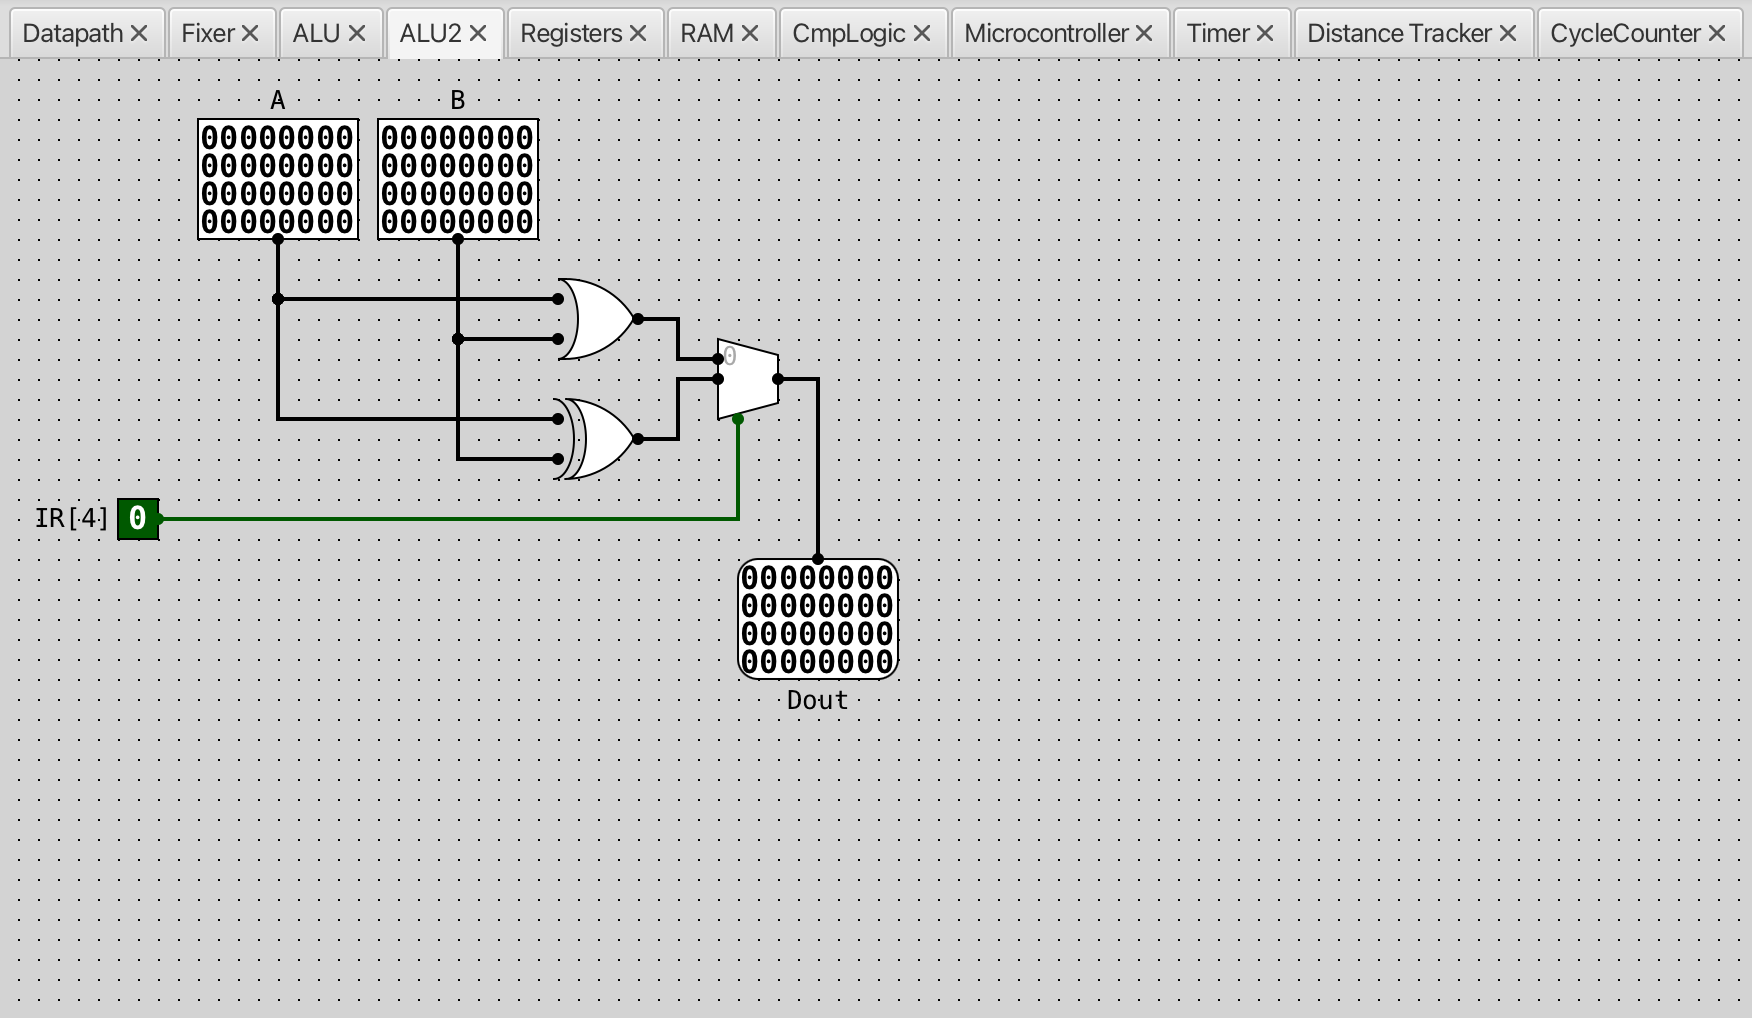 Datapath Fixer ALU ALU2 Registers RAM CmpLogic Microcontroller Timer Distance Tracker CycleCounter
A B
00000000 00000000
00000000 00000000
00000000 00000000
00000000 00000000
0
IR[4] 0
00000000
00000000
00000000
00000000
Dout